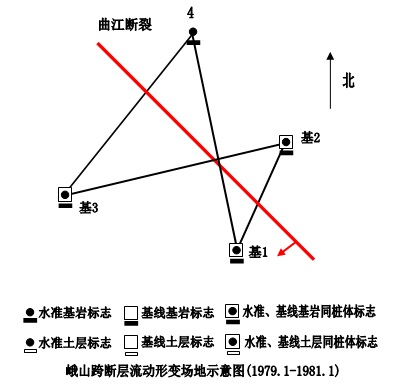 4
曲江断裂
北
基2
基3
基1
水准基岩标志 基线基岩标志 水准、基线基岩同桩体标志
水准土层标志 基线土层标志 水准、基线土层同桩体标志
峨山跨断层流动形变场地示意图(1979.1-1981.1)